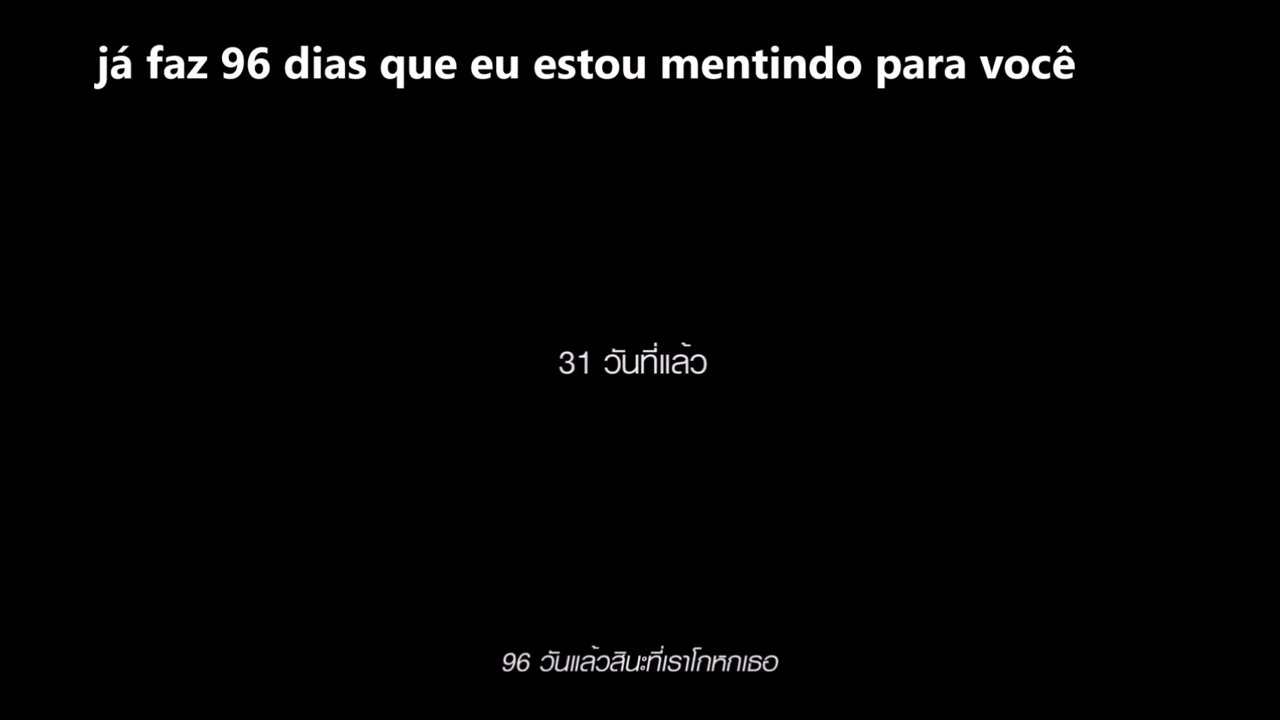 já faz 96 dias que eu estou mentindo para você
31 วันที่แล้ว
96 วันแล้วสินะที่เราโกหกเธอ